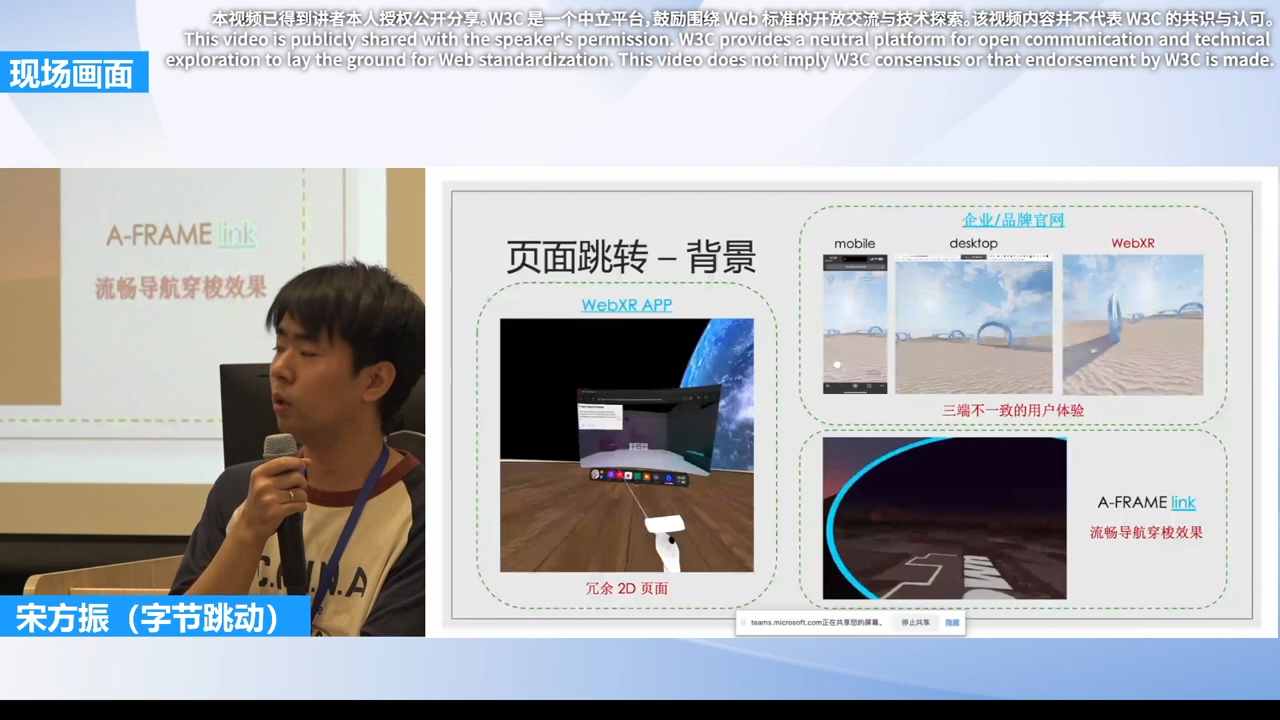 本视频已得到讲者本人授权公开分享。W3C 是一个中立平台，鼓励围绕 Web 标准的开放交流与技术探索。该视频内容并不代表 W3C 的共识与认可。
This video is publicly shared with the speaker's permission. W3C provides a neutral platform for open communication and technical
exploration to lay the ground for Web standardization. This video does not imply W3C consensus or that endorsement by W3C is made.
现场画面
A-FRAME link
流畅导航穿梭效果
宋方振（字节跳动）
页面跳转 – 背景
WebXR APP
冗余 2D 页面
企业/品牌官网
mobile
desktop
WebXR
三端不一致的用户体验
A-FRAME link
流畅导航穿梭效果
teams.microsoft.com正在共享您的屏幕。
停止共享
隐藏